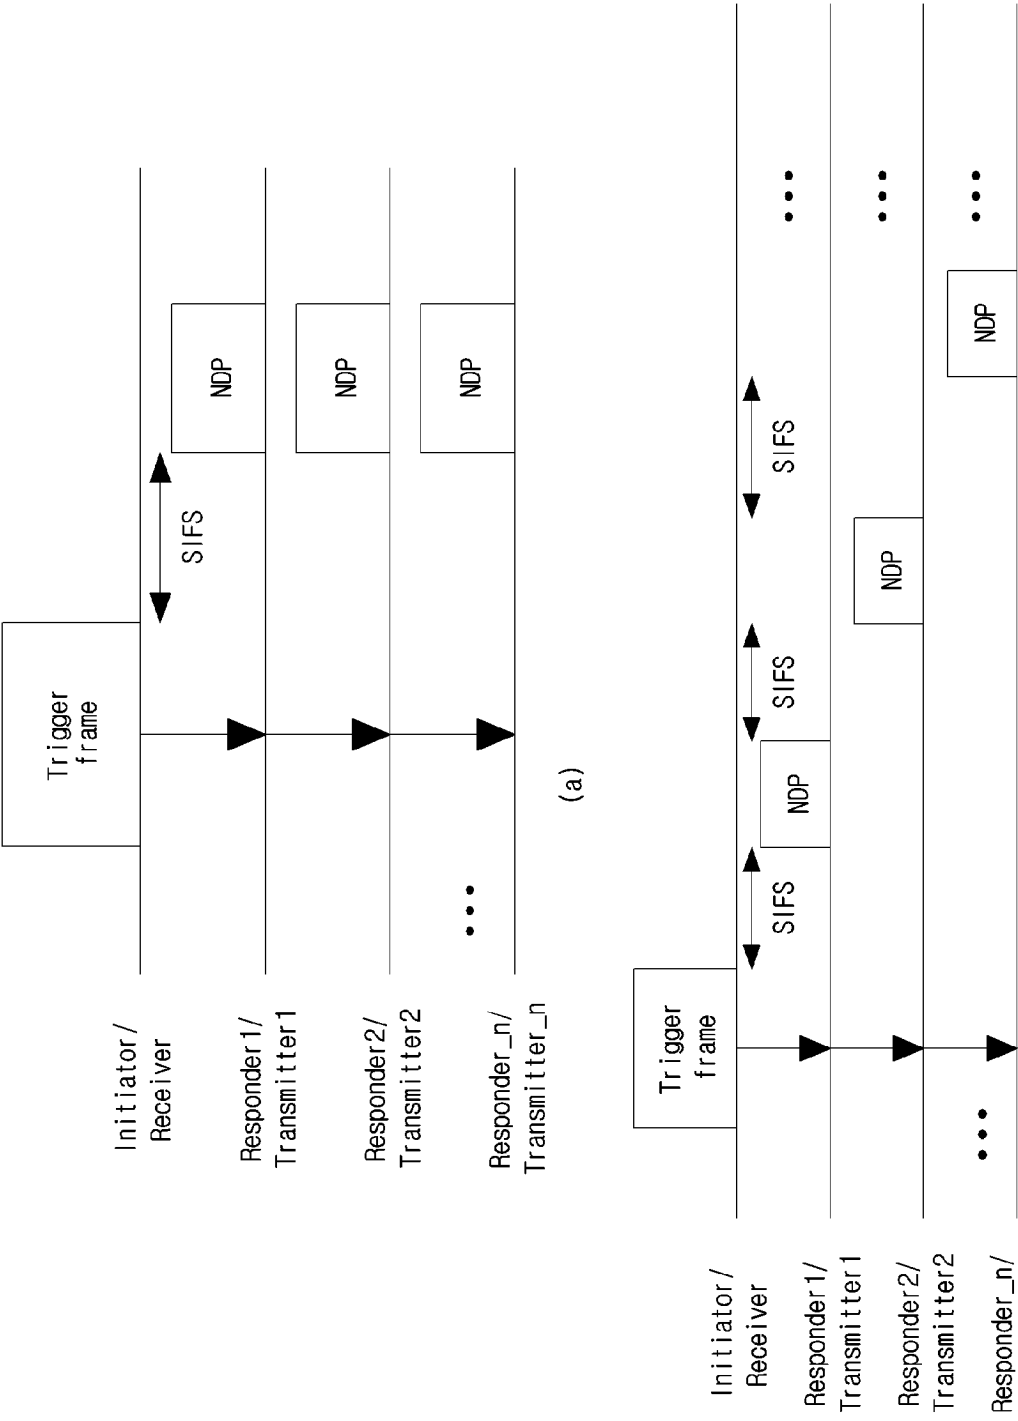 Trigger
frame
SIFS
NDP
NDP
NDP
Initiator/
Receiver
Responder1/
Transmitter1
Responder2/
Transmitter2
Responder_n/
Transmitter_n
(a)
Trigger
frame
SIFS
NDP
SIFS
NDP
SIFS
NDP
Initiator/
Receiver
Responder1/
Transmitter1
Responder2/
Transmitter2
Responder_n/